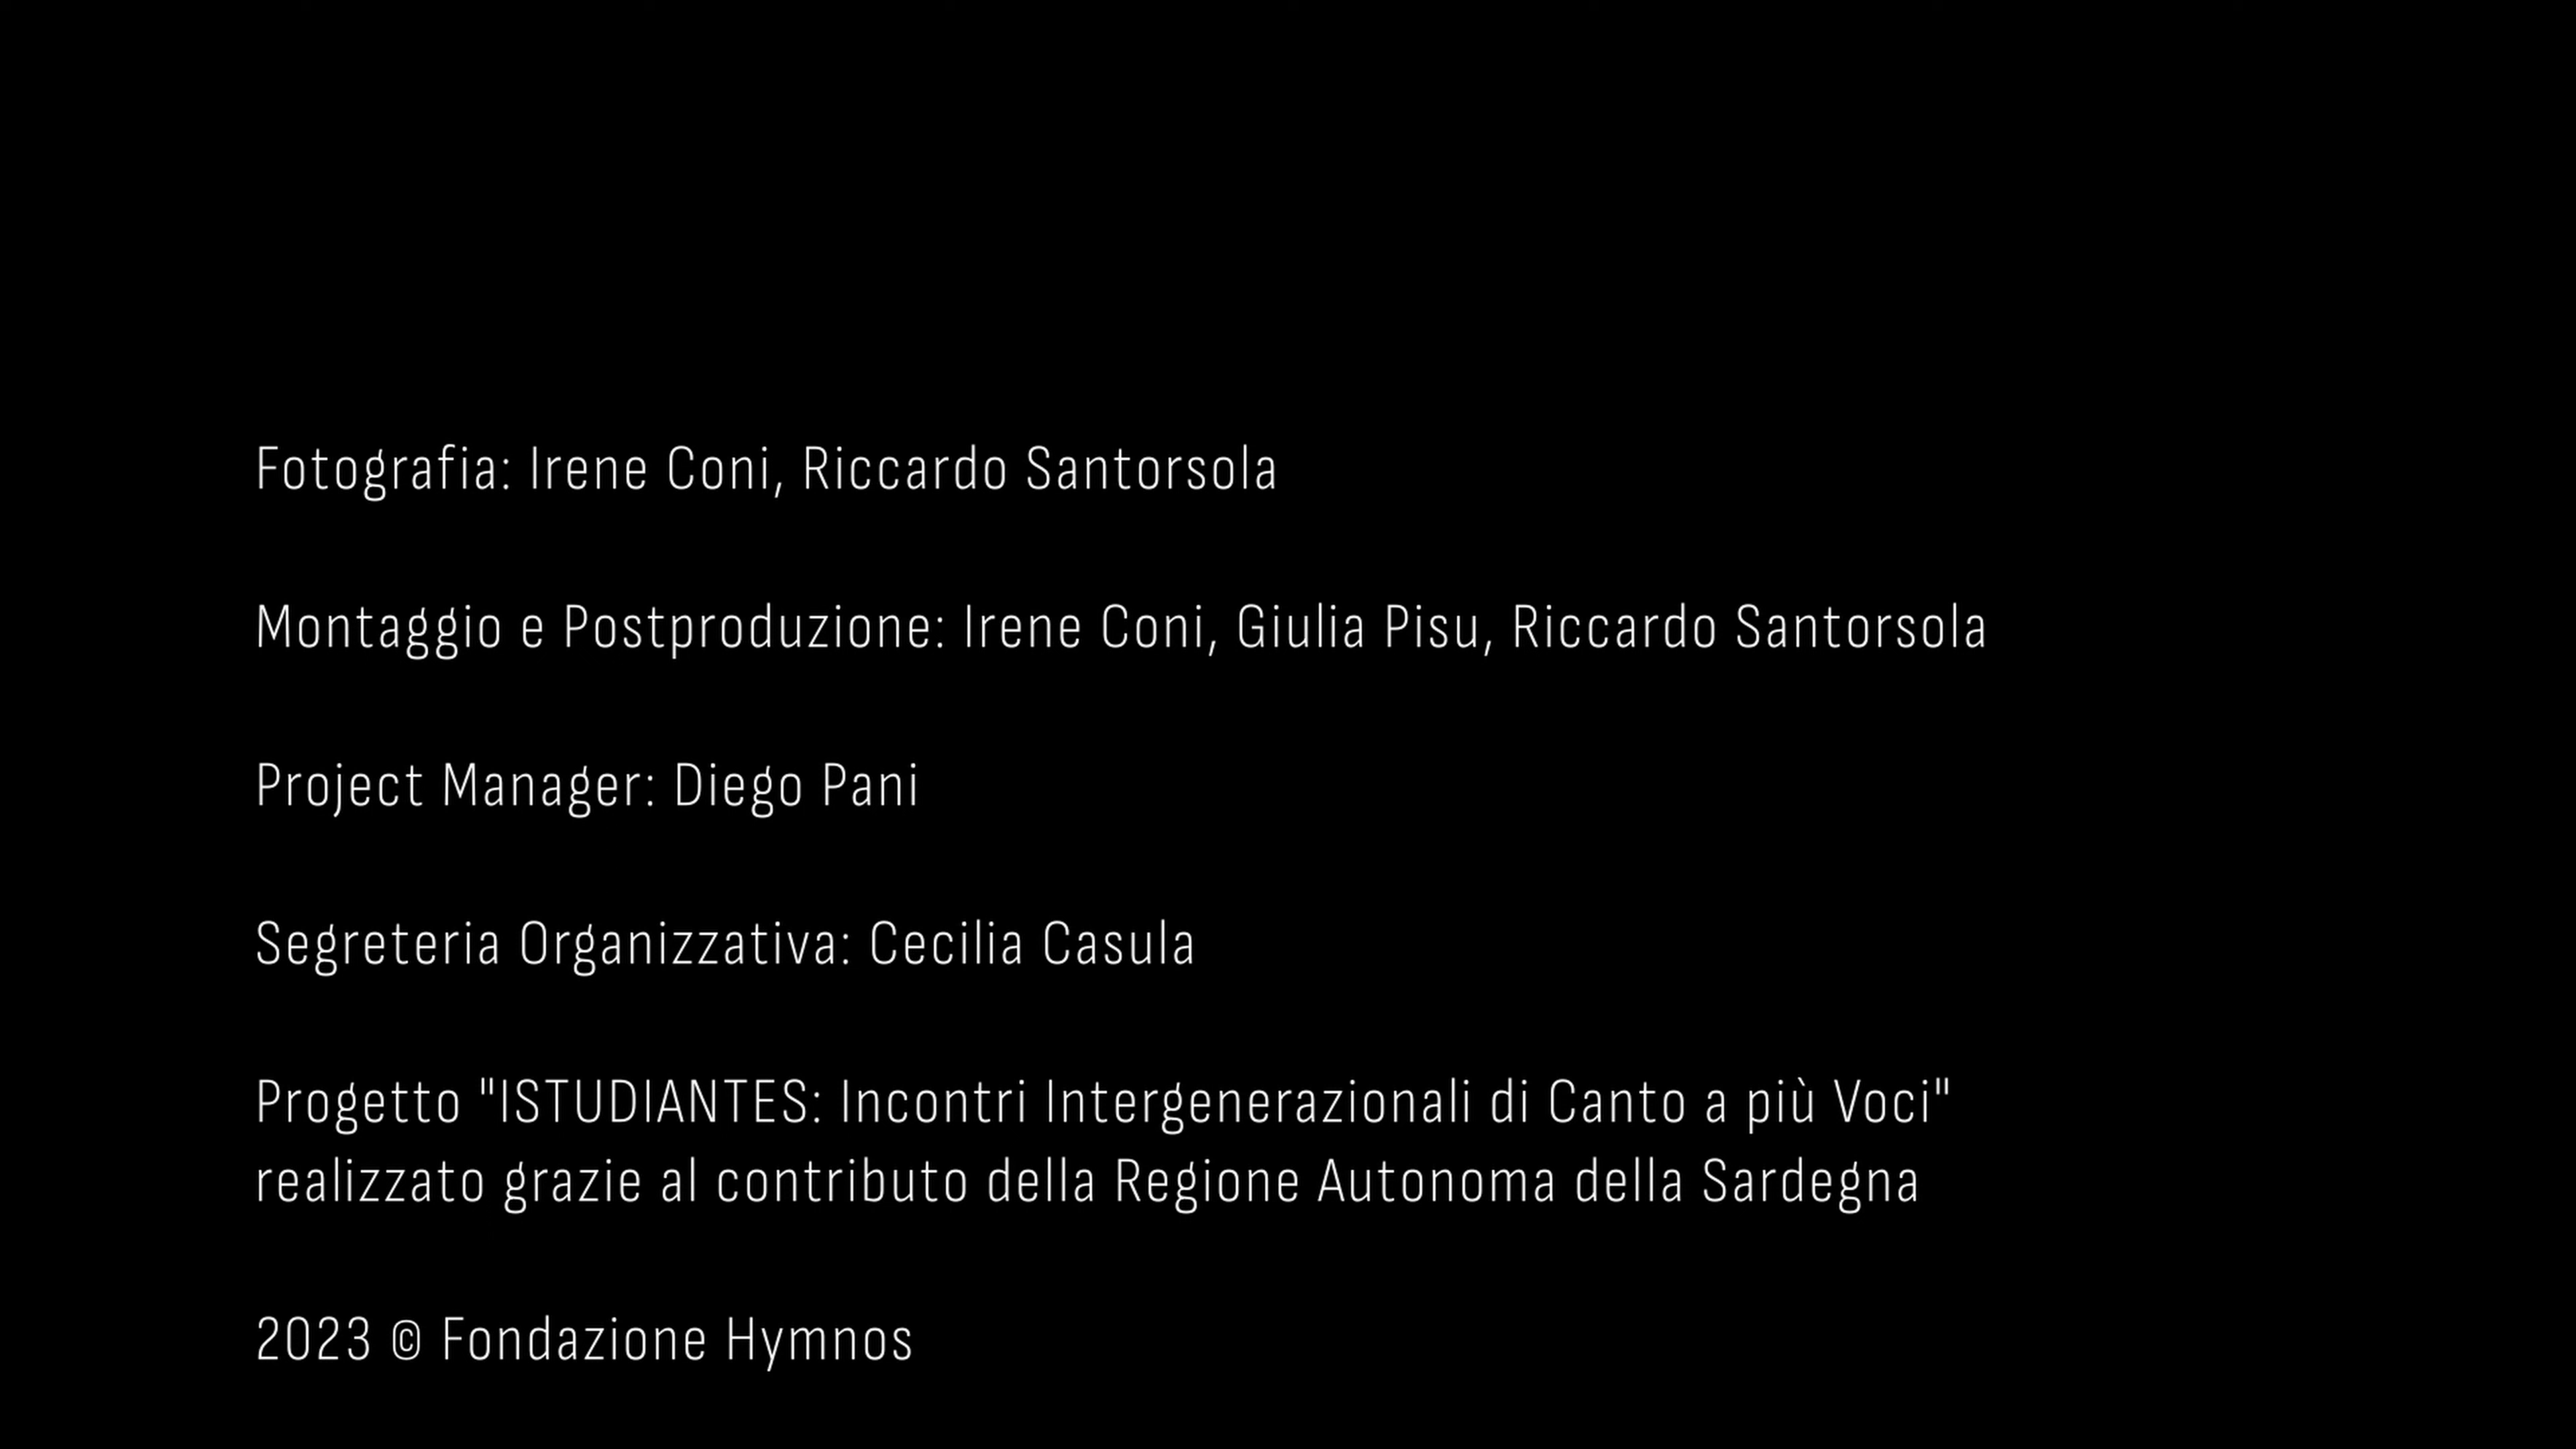 Fotografia: Irene Coni, Riccardo Santorsola
Montaggio e Postproduzione: Irene Coni, Giulia Pisu, Riccardo Santorsola
Project Manager: Diego Pani
Segreteria Organizzativa: Cecilia Casula
Progetto "ISTUDIANTES: Incontri Intergenerazionali di Canto a più Voci"
realizzato grazie al contributo della Regione Autonoma della Sardegna
2023 © Fondazione Hymnos